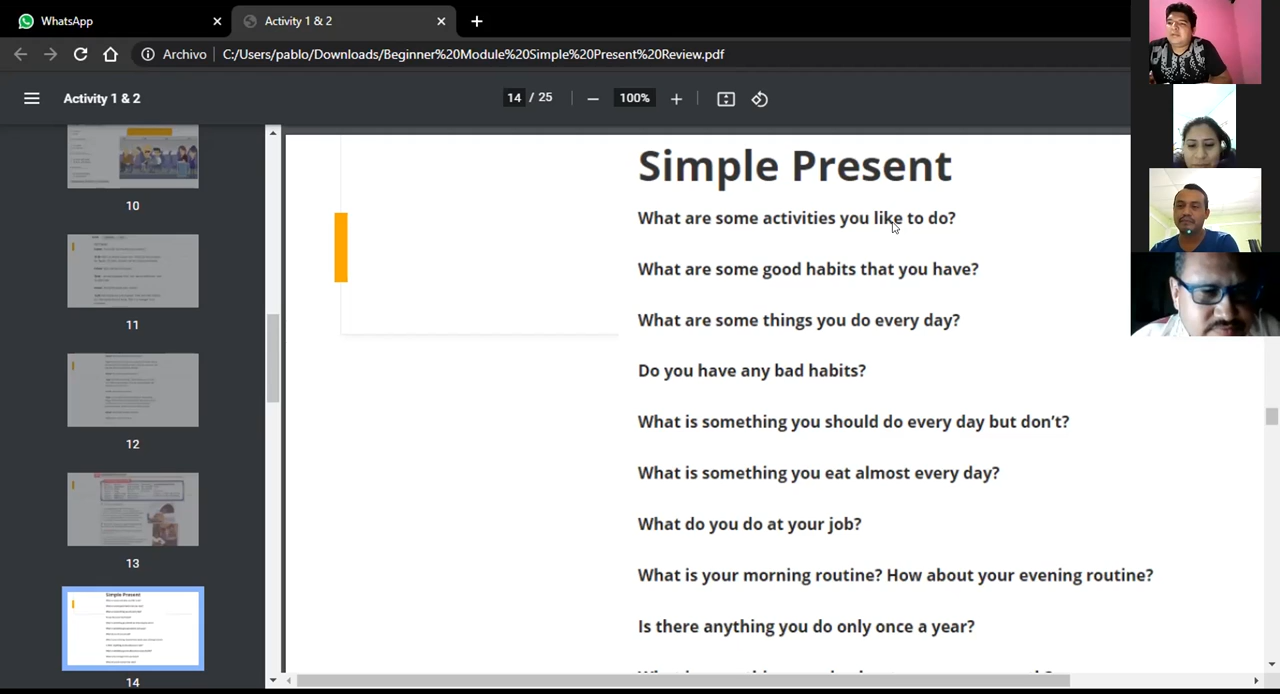 WhatsApp
Activity 1 & 2
Archivo
C:/Users/pablo/Downloads/Beginner%20Module%20Simple%20Present%20Review.pdf
Activity 1 & 2
14 / 25
100%
10
11
12
13
14
Simple Present
What are some activities you like to do?
What are some good habits that you have?
What are some things you do every day?
Do you have any bad habits?
What is something you should do every day but don't?
What is something you eat almost every day?
What do you do at your job?
What is your morning routine? How about your evening routine?
Is there anything you do only once a year?